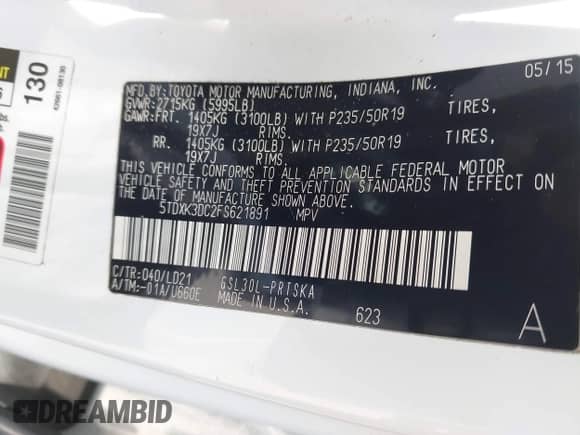 130
42661-08130
05/15
MFD.BY:TOYOTA MOTOR MANUFACTURING, INDIANA, INC.
GVWR:2715KG (5995LB)
GAWR:FRT. 1405KG (3100LB) WITH P235/50R19 TIRES,
19X7J RIMS.
RR. 1405KG (3100LB) WITH P235/50R19 TIRES,
19X7J RIMS.
THIS VEHICLE CONFORMS TO ALL APPLICABLE FEDERAL MOTOR
VEHICLE SAFETY AND THEFT PREVENTION STANDARDS IN EFFECT ON
THE DATE OF MANUFACTURE SHOWN ABOVE.
5TDXK3DC2FS621891 MPV
C/TR:040/LD21 GSL30L-PRTSKA
A/TM:-01A/U660E MADE IN U.S.A.
623
A
DREAMBID